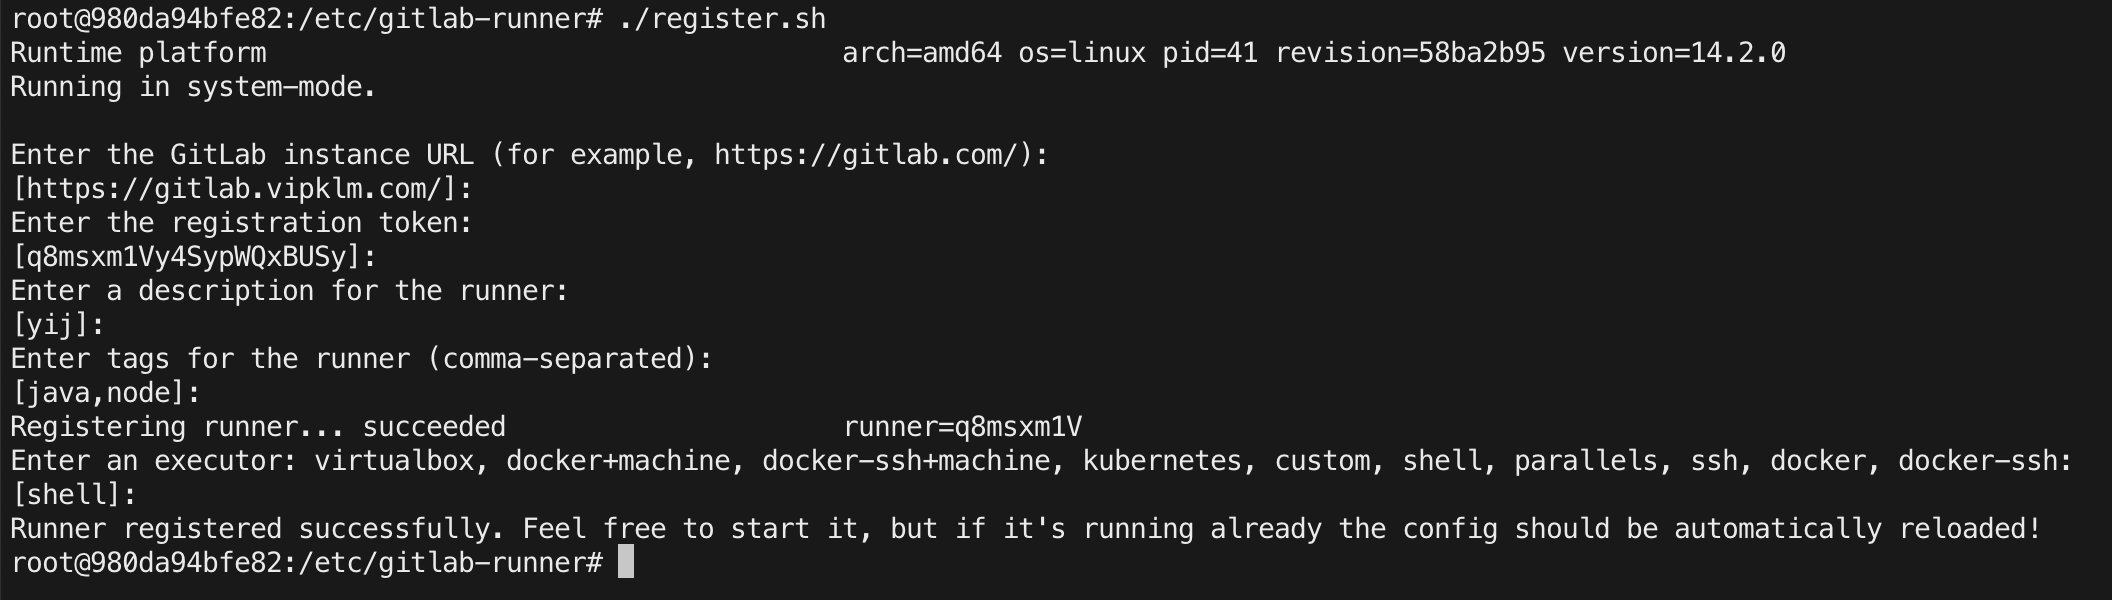 root@980da94bfe82:/etc/gitlab-runner# ./register.sh
Runtime platform                                    arch=amd64 os=linux pid=41 revision=58ba2b95 version=14.2.0
Running in system-mode.

Enter the GitLab instance URL (for example, https://gitlab.com/):
[https://gitlab.vipklm.com/]:
Enter the registration token:
[q8msxm1Vy4SypWQxBUSy]:
Enter a description for the runner:
[yij]:
Enter tags for the runner (comma-separated):
[java,node]:
Registering runner... succeeded                     runner=q8msxm1V
Enter an executor: virtualbox, docker+machine, docker-ssh+machine, kubernetes, custom, shell, parallels, ssh, docker, docker-ssh:
[shell]:
Runner registered successfully. Feel free to start it, but if it's running already the config should be automatically reloaded!
root@980da94bfe82:/etc/gitlab-runner#